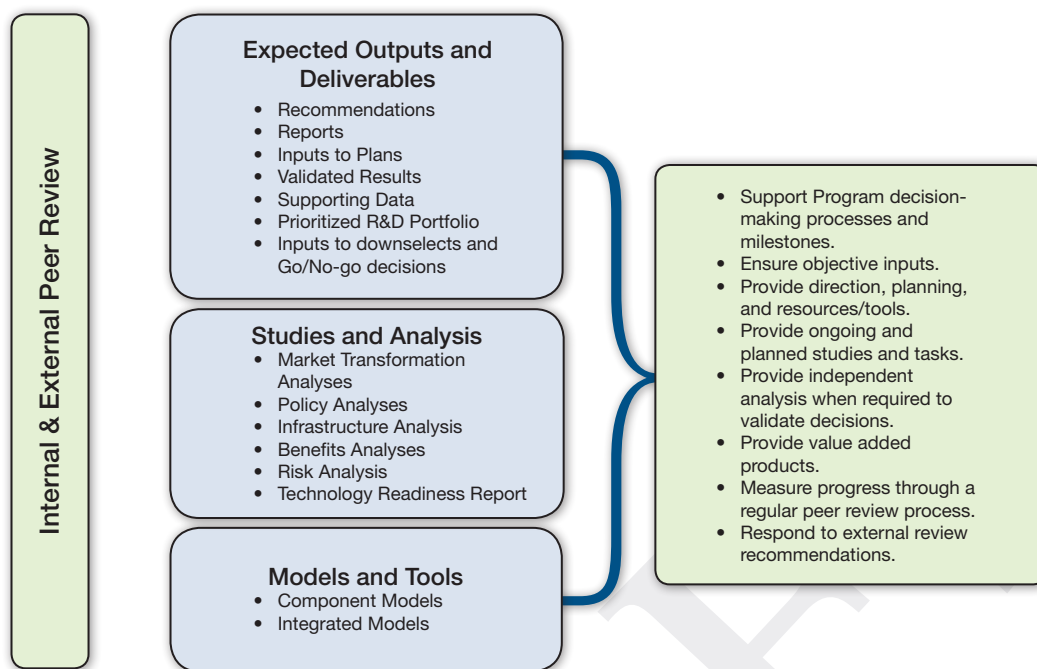 Internal & External Peer Review
Expected Outputs and
Deliverables
• Recommendations
• Reports
• Inputs to Plans
• Validated Results
• Supporting Data
• Prioritized R&D Portfolio
• Inputs to downselects and
Go/No-go decisions
Studies and Analysis
• Market Transformation
Analyses
• Policy Analyses
• Infrastructure Analysis
• Benefits Analyses
• Risk Analysis
• Technology Readiness Report
Models and Tools
• Component Models
• Integrated Models
• Support Program decision-
making processes and
milestones.
• Ensure objective inputs.
• Provide direction, planning,
and resources/tools.
• Provide ongoing and
planned studies and tasks.
• Provide independent
analysis when required to
validate decisions.
• Provide value added
products.
• Measure progress through a
regular peer review process.
• Respond to external review
recommendations.